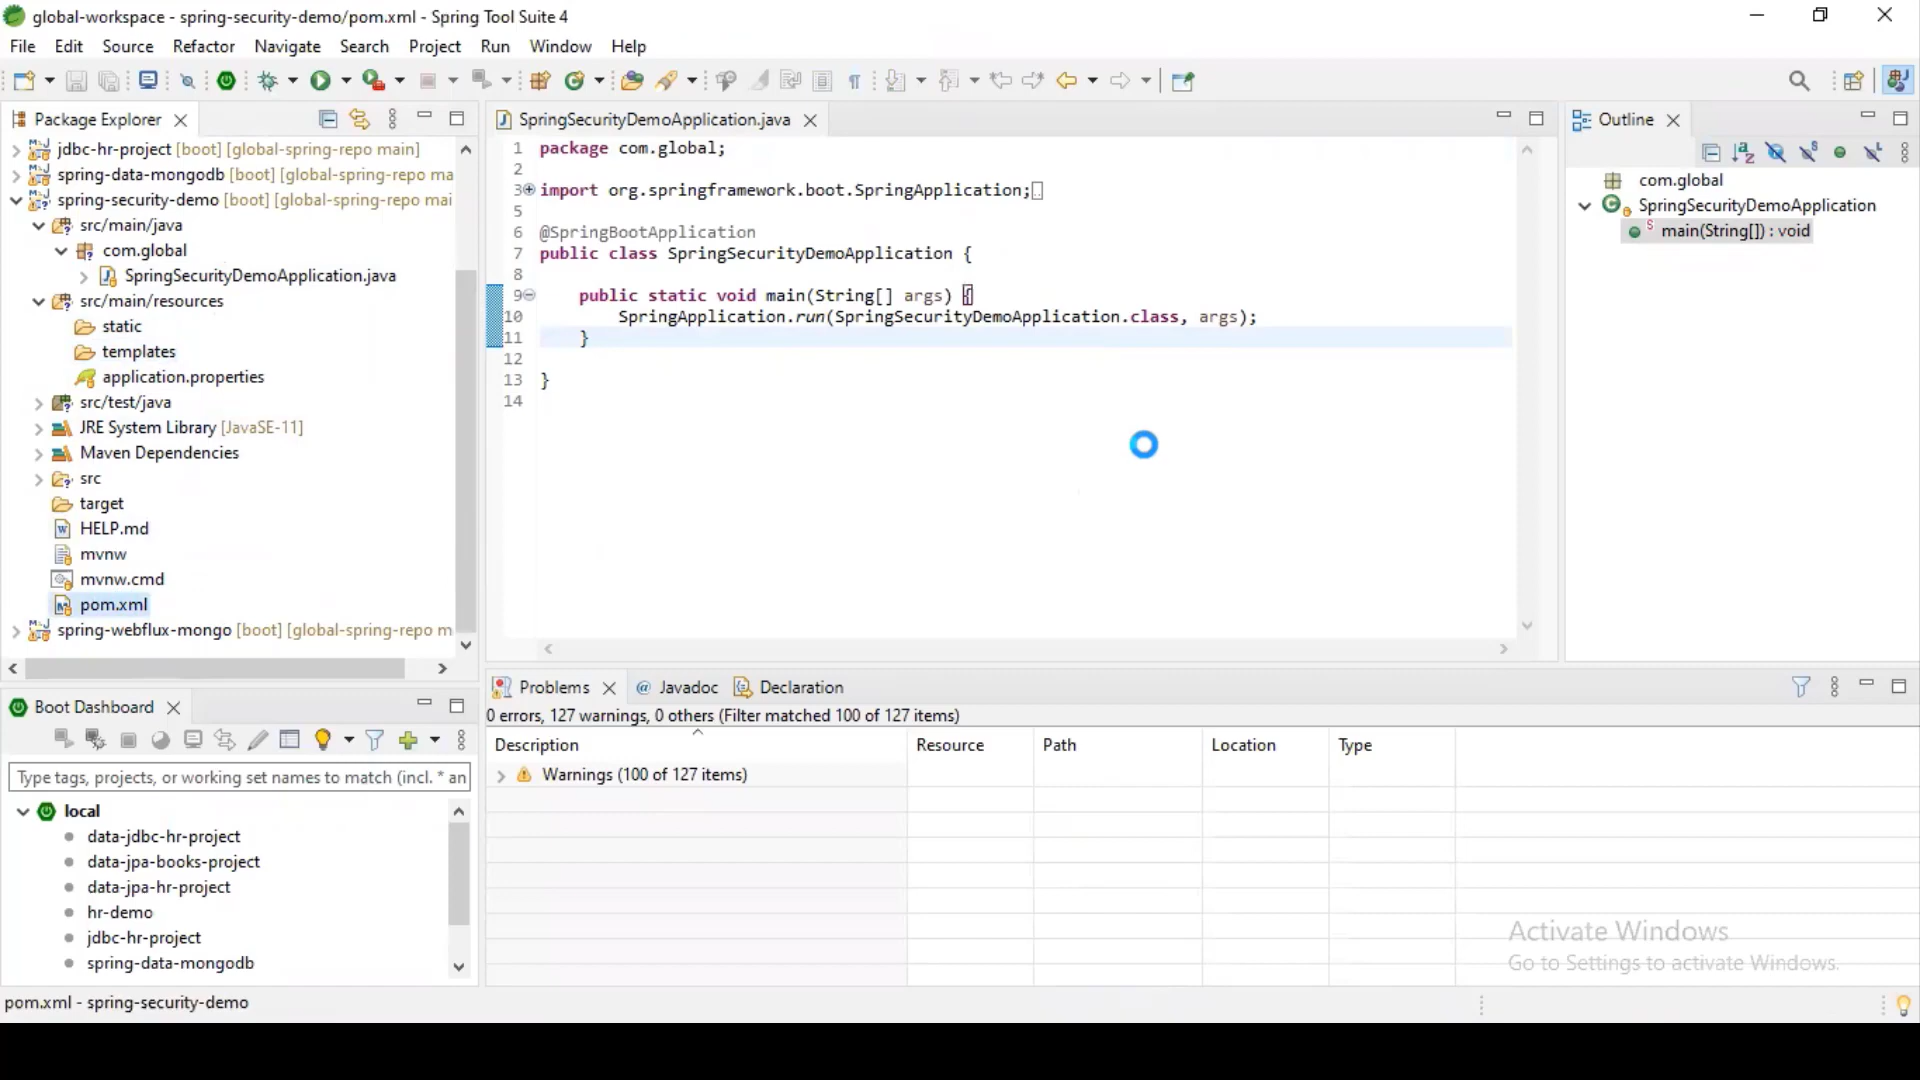 global-workspace - spring-security-demo/pom.xml - Spring Tool Suite 4
File Edit Source Refactor Navigate Search Project Run Window Help
Package Explorer
jdbc-hr-project [boot] [global-spring-repo main]
spring-data-mongodb [boot] [global-spring-repo ma
spring-security-demo [boot] [global-spring-repo mai
src/main/java
com.global
SpringSecurityDemoApplication.java
src/main/resources
static
templates
application.properties
src/test/java
JRE System Library [JavaSE-11]
Maven Dependencies
src
target
HELP.md
mvnw
mvnw.cmd
pom.xml
spring-webflux-mongo [boot] [global-spring-repo m
SpringSecurityDemoApplication.java
1 package com.global;
2
3 import org.springframework.boot.SpringApplication;
5
6 @SpringBootApplication
7 public class SpringSecurityDemoApplication {
8
9 public static void main(String[] args) {
10 SpringApplication.run(SpringSecurityDemoApplication.class, args);
11 }
12
13 }
14
Outline
com.global
SpringSecurityDemoApplication
S main(String[]) : void
Boot Dashboard
Type tags, projects, or working set names to match (incl. * an
local
data-jdbc-hr-project
data-jpa-books-project
data-jpa-hr-project
hr-demo
jdbc-hr-project
spring-data-mongodb
Problems @ Javadoc Declaration
0 errors, 127 warnings, 0 others (Filter matched 100 of 127 items)
Description Resource Path Location Type
Warnings (100 of 127 items)
Activate Windows
Go to Settings to activate Windows.
pom.xml - spring-security-demo